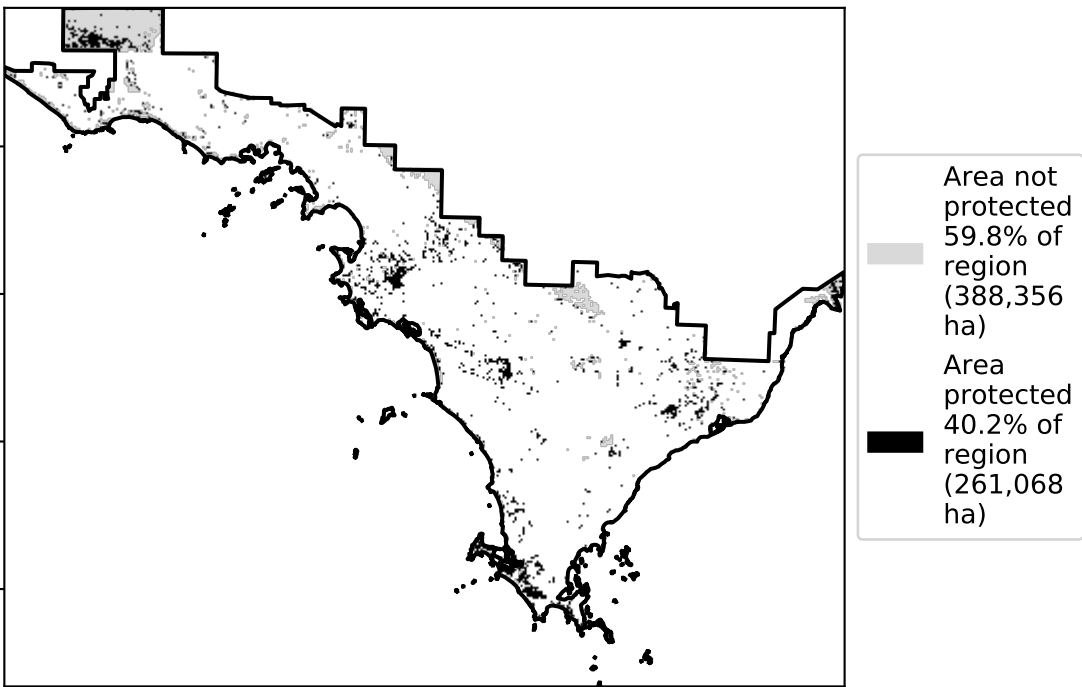 Area not
protected
59.8% of
region
(388,356
ha)
Area
protected
40.2% of
region
(261,068
ha)